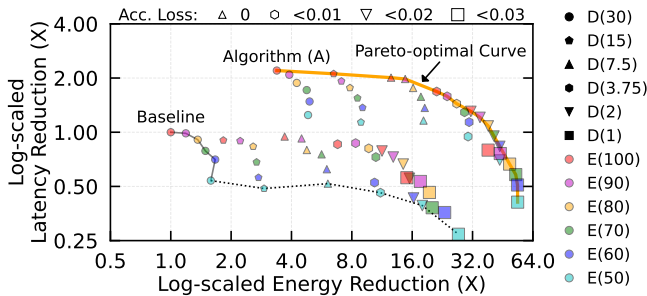 Acc. Loss: 0 <0.01 <0.02 <0.03
Algorithm (A)
Pareto-optimal Curve
Baseline
Log-scaled
Latency Reduction (X)
4.00
2.00
1.00
0.50
0.25
0.5 1.0 2.0 4.0 8.0 16.0 32.0 64.0
Log-scaled Energy Reduction (X)
D(30)
D(15)
D(7.5)
D(3.75)
D(2)
D(1)
E(100)
E(90)
E(80)
E(70)
E(60)
E(50)